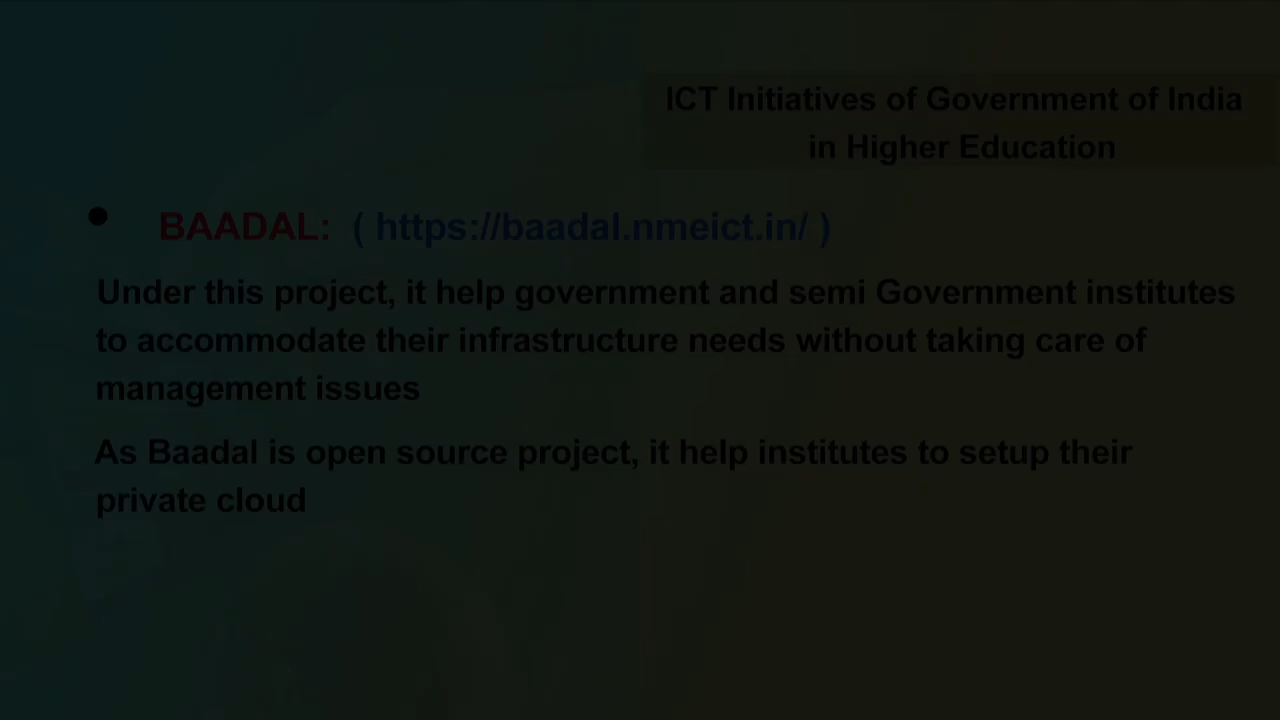 ICT Initiatives of Government of India
in Higher Education
• BAADAL: ( https://baadal.nmeict.in/ )
Under this project, it help government and semi Government institutes
to accommodate their infrastructure needs without taking care of
management issues
As Baadal is open source project, it help institutes to setup their
private cloud